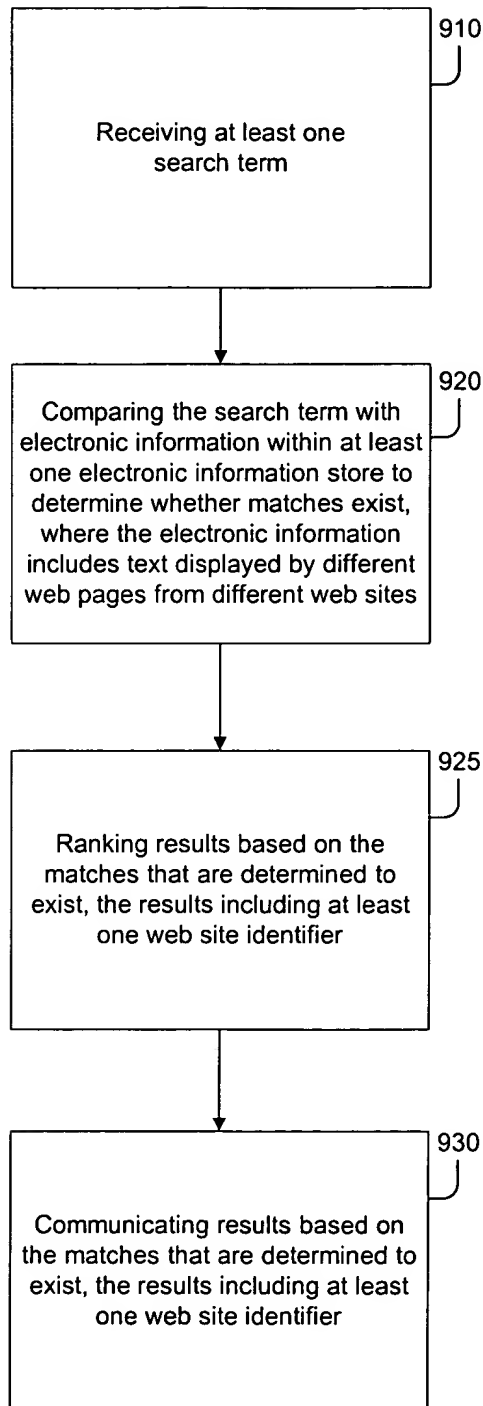 910
Receiving at least one
search term
920
Comparing the search term with
electronic information within at least
one electronic information store to
determine whether matches exist,
where the electronic information
includes text displayed by different
web pages from different web sites
925
Ranking results based on the
matches that are determined to
exist, the results including at least
one web site identifier
930
Communicating results based on
the matches that are determined to
exist, the results including at least
one web site identifier